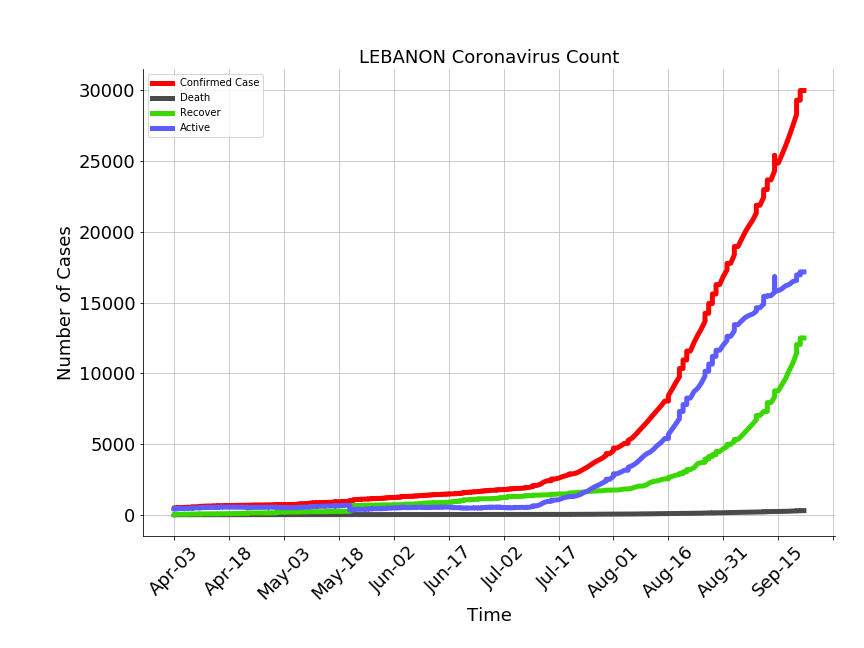 LEBANON Coronavirus Count
Confirmed Case
Death
Recover
Active
30000
25000
20000
15000
10000
5000
0
Number of Cases
Apr-03
Apr-18
May-03
May-18
Jun-02
Jun-17
Jul-02
Jul-17
Aug-01
Aug-16
Aug-31
Sep-15
Time